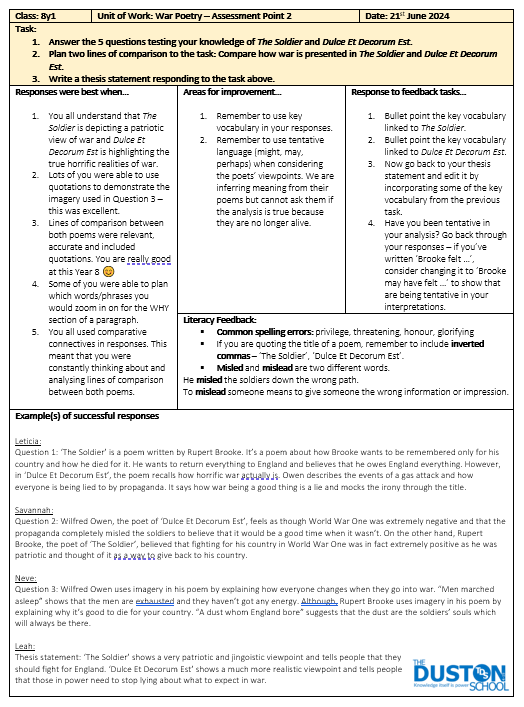 Class: 8y1
Unit of Work: War Poetry – Assessment Point 2
Date: 21st June 2024
Task:
1. Answer the 5 questions testing your knowledge of The Soldier and Dulce Et Decorum Est.
2. Plan two lines of comparison to the task: Compare how war is presented in The Soldier and Dulce Et Decorum
Est.
3. Write a thesis statement responding to the task above.
Responses were best when...
1. You all understand that The
Soldier is depicting a patriotic
view of war and Dulce Et
Decorum Est is highlighting the
true horrific realities of war.
2. Lots of you were able to use
quotations to demonstrate the
imagery used in Question 3 –
this was excellent.
3. Lines of comparison between
both poems were relevant,
accurate and included
quotations. You are really good
at this Year 8 😊
4. Some of you were able to plan
which words/phrases you
would zoom in on for the WHY
section of a paragraph.
5. You all used comparative
connectives in responses. This
meant that you were
constantly thinking about and
analysing lines of comparison
between both poems.
Areas for improvement...
1. Remember to use key
vocabulary in your responses.
2. Remember to use tentative
language (might, may,
perhaps) when considering
the poets' viewpoints. We are
inferring meaning from their
poems but cannot ask them if
the analysis is true because
they are no longer alive.
Response to feedback tasks...
1. Bullet point the key vocabulary
linked to The Soldier.
2. Bullet point the key vocabulary
linked to Dulce Et Decorum Est.
3. Now go back to your thesis
statement and edit it by
incorporating some of the key
vocabulary from the previous
task.
4. Have you been tentative in
your analysis? Go back through
your responses – if you've
written 'Brooke felt ...',
consider changing it to 'Brooke
may have felt ...' to show that
are being tentative in your
interpretations.
Literacy Feedback:
▪ Common spelling errors: privilege, threatening, honour, glorifying
▪ If you are quoting the title of a poem, remember to include inverted
commas – 'The Soldier', 'Dulce Et Decorum Est'.
▪ Misled and mislead are two different words.
He misled the soldiers down the wrong path.
To mislead someone means to give someone the wrong information or impression.
Example(s) of successful responses
Leticia:
Question 1: 'The Soldier' is a poem written by Rupert Brooke. It's a poem about how Brooke wants to be remembered only for his
country and how he died for it. He wants to return everything to England and believes that he owes England everything. However,
in 'Dulce Et Decorum Est', the poem recalls how horrific war actually is. Owen describes the events of a gas attack and how
everyone is being lied to by propaganda. It says how war being a good thing is a lie and mocks the irony through the title.
Savannah:
Question 2: Wilfred Owen, the poet of 'Dulce Et Decorum Est', feels as though World War One was extremely negative and that the
propaganda completely misled the soldiers to believe that it would be a good time when it wasn't. On the other hand, Rupert
Brooke, the poet of 'The Soldier', believed that fighting for his country in World War One was in fact extremely positive as he was
patriotic and thought of it as a way to give back to his country.
Neve:
Question 3: Wilfred Owen uses imagery in his poem by explaining how everyone changes when they go into war. "Men marched
asleep" shows that the men are exhausted and they haven't got any energy. Although, Rupert Brooke uses imagery in his poem by
explaining why it's good to die for your country. "A dust whom England bore" suggests that the dust are the soldiers' souls which
will always be there.
Leah:
Thesis statement: 'The Soldier' shows a very patriotic and jingoistic viewpoint and tells people that they
should fight for England. 'Dulce Et Decorum Est' shows a much more realistic viewpoint and tells people
that those in power need to stop lying about what to expect in war.
THE
DUSTON
SCHOOL
TDS
Knowledge itself is power